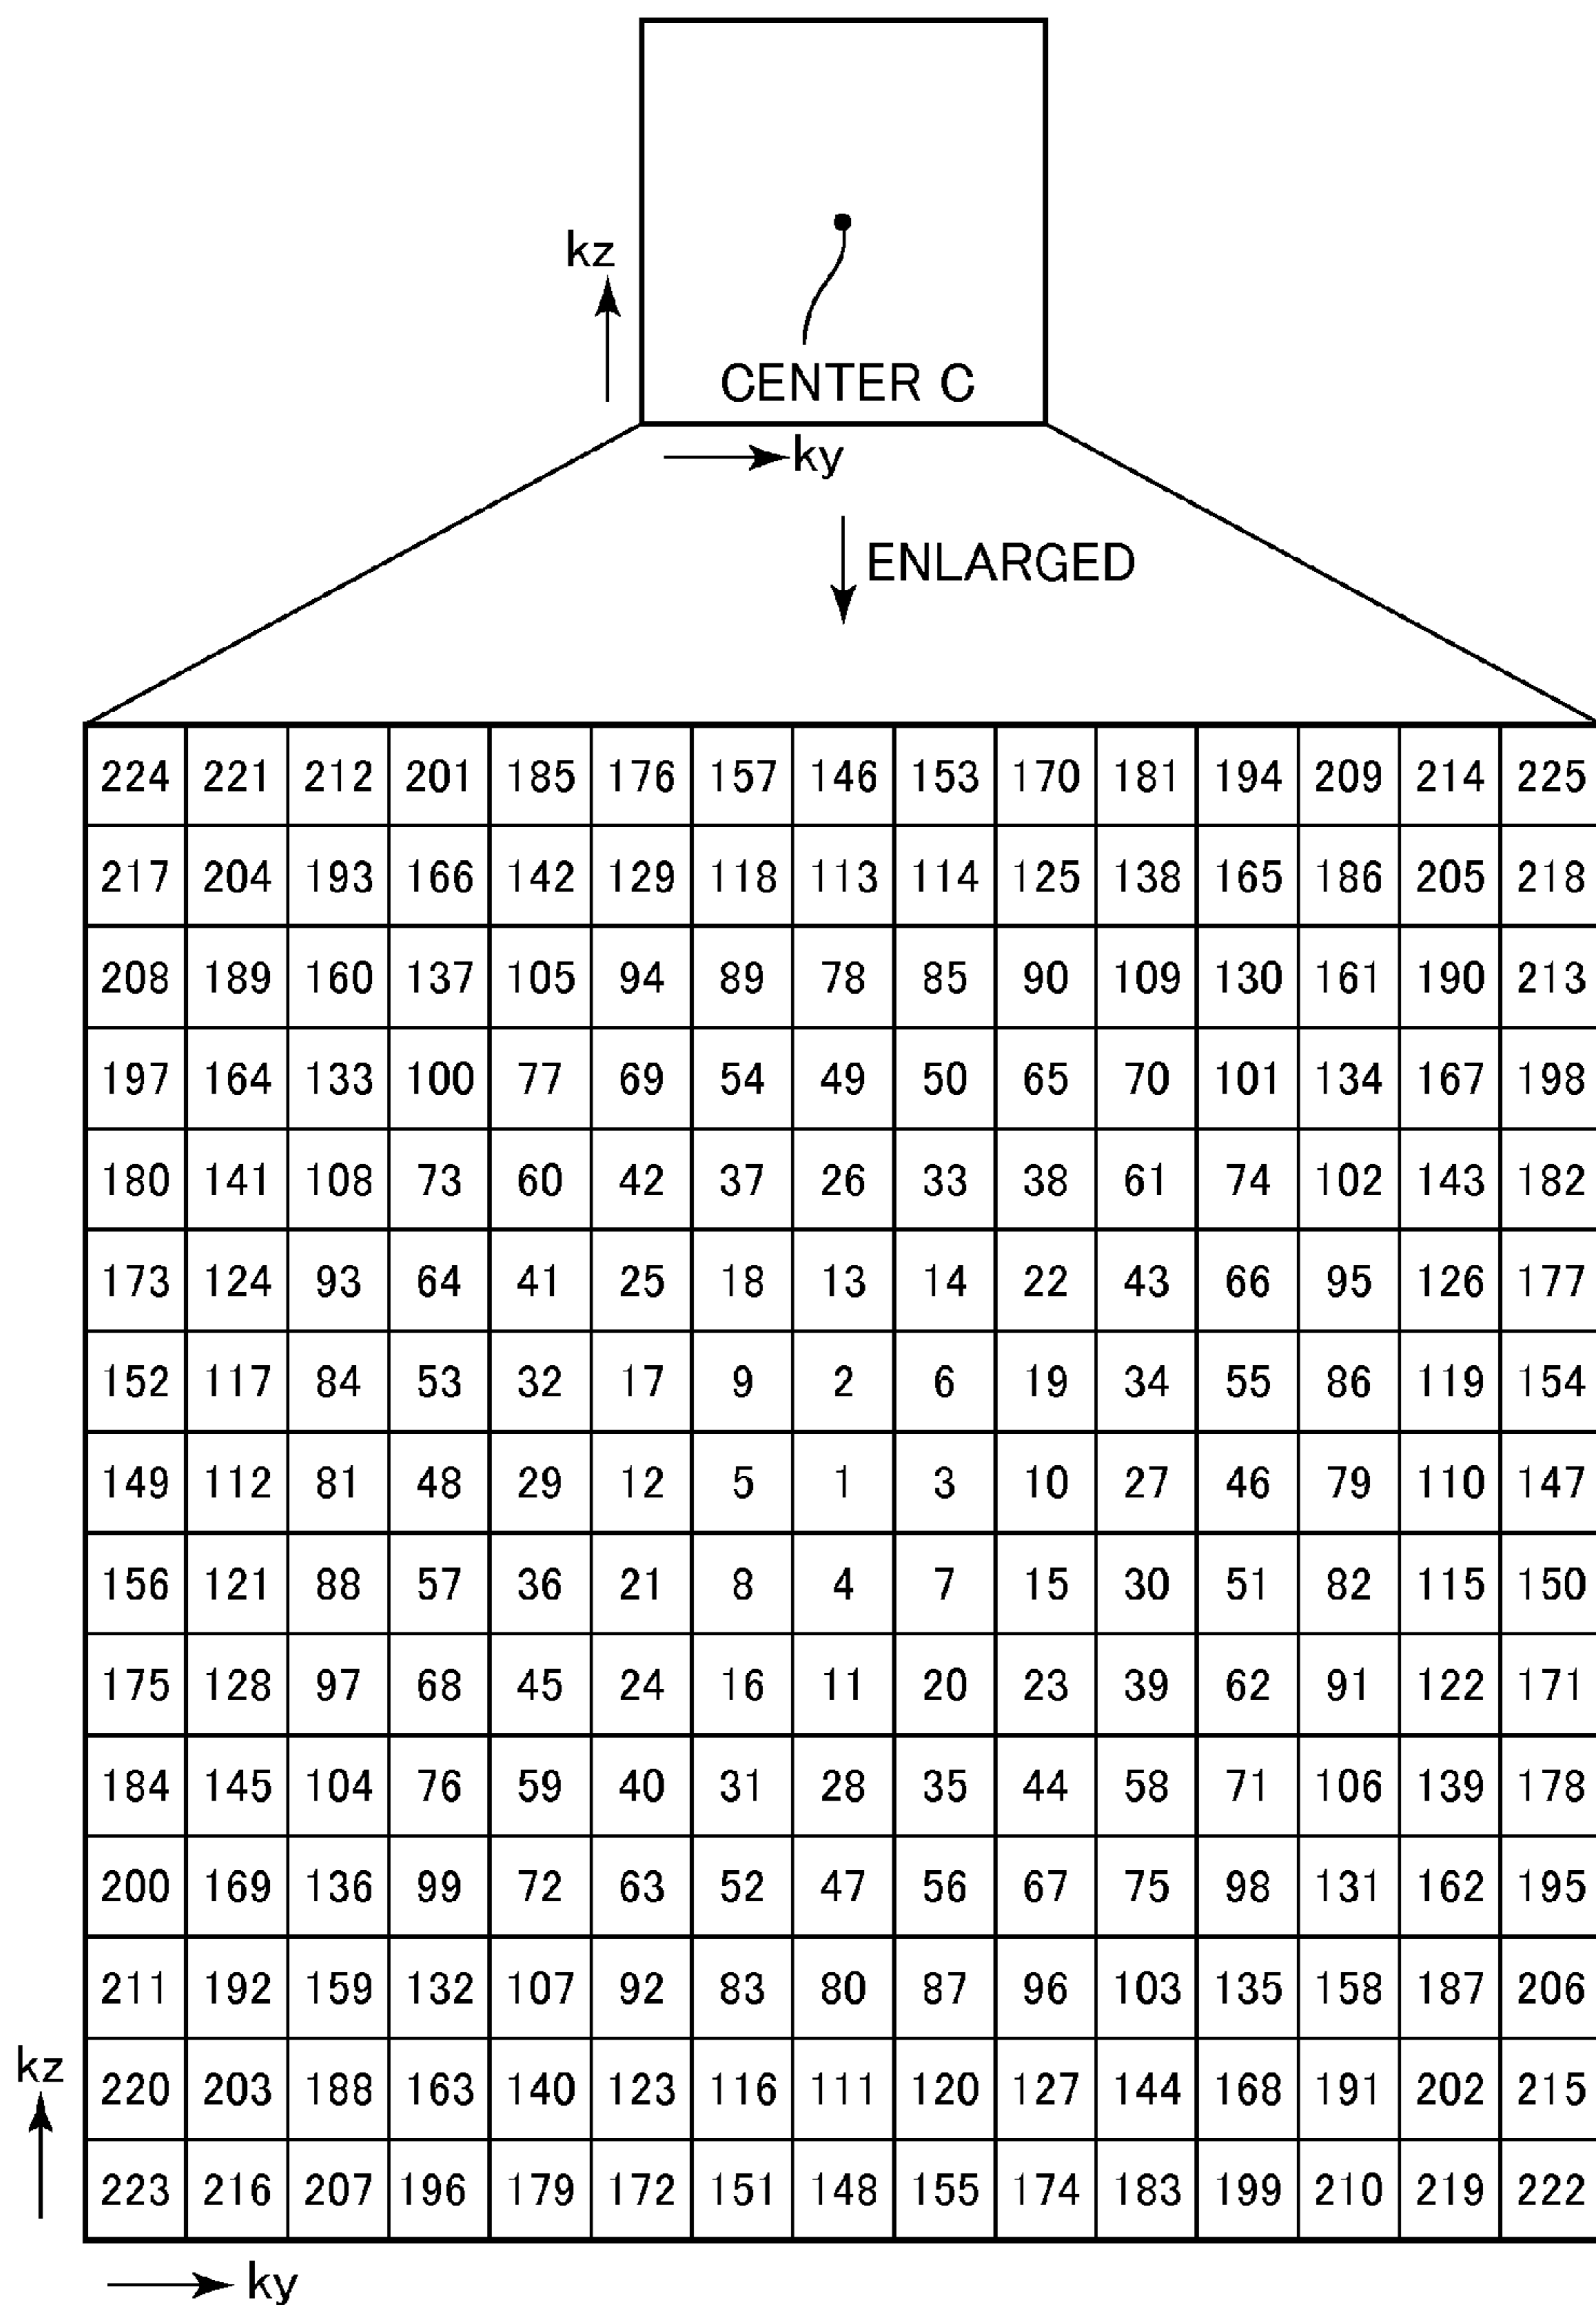 kz
CENTER C
ky
ENLARGED
224 221 212 201 185 176 157 146 153 170 181 194 209 214 225
217 204 193 166 142 129 118 113 114 125 138 165 186 205 218
208 189 160 137 105 94 89 78 85 90 109 130 161 190 213
197 164 133 100 77 69 54 49 50 65 70 101 134 167 198
180 141 108 73 60 42 37 26 33 38 61 74 102 143 182
173 124 93 64 41 25 18 13 14 22 43 66 95 126 177
152 117 84 53 32 17 9 2 6 19 34 55 86 119 154
149 112 81 48 29 12 5 1 3 10 27 46 79 110 147
156 121 88 57 36 21 8 4 7 15 30 51 82 115 150
175 128 97 68 45 24 16 11 20 23 39 62 91 122 171
184 145 104 76 59 40 31 28 35 44 58 71 106 139 178
200 169 136 99 72 63 52 47 56 67 75 98 131 162 195
211 192 159 132 107 92 83 80 87 96 103 135 158 187 206
kz
220 203 188 163 140 123 116 111 120 127 144 168 191 202 215
223 216 207 196 179 172 151 148 155 174 183 199 210 219 222
ky